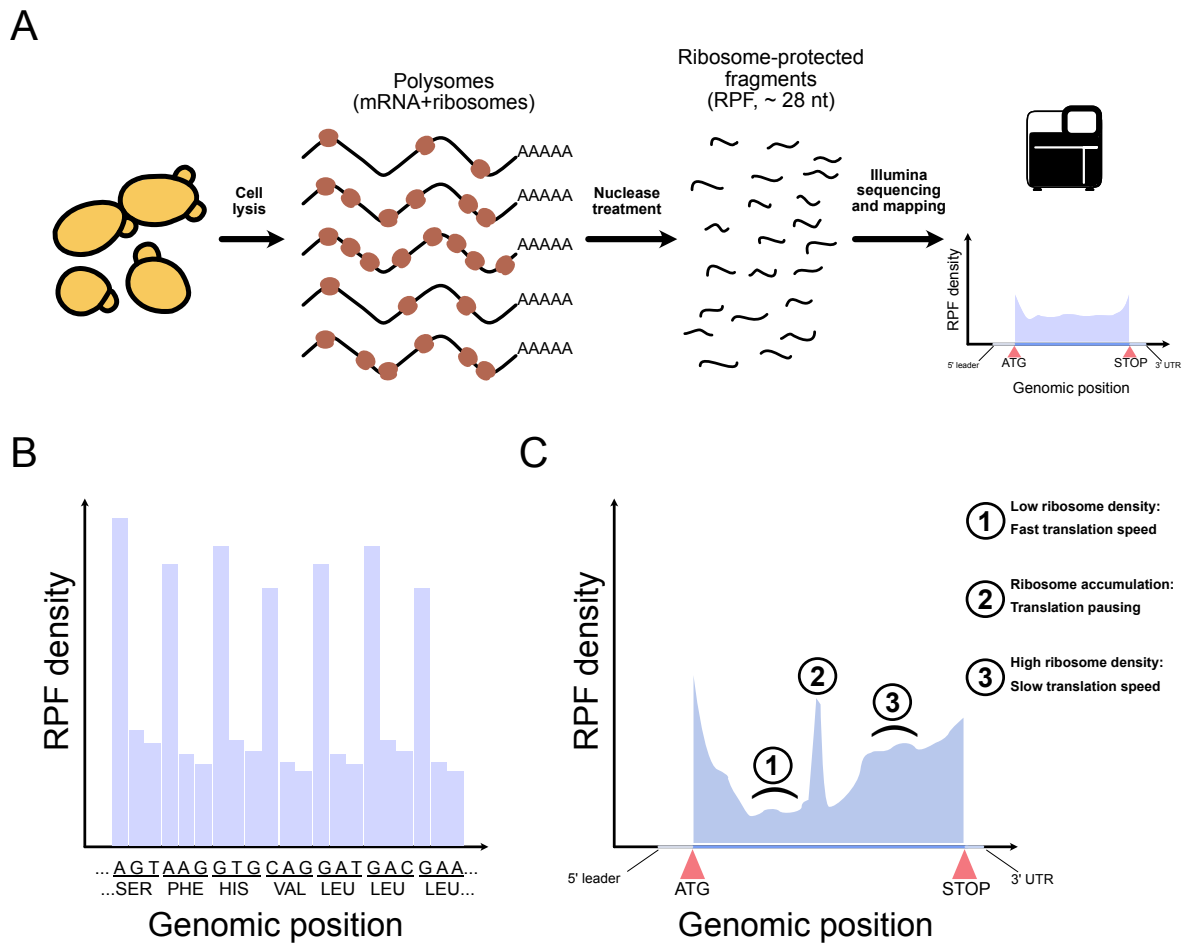 A
Polysomes
(mRNA+ribosomes)
Ribosome-protected
fragments
(RPF, ~ 28 nt)
Cell
lysis
AAAAA
AAAAA
AAAAA
AAAAA
AAAAA
Nuclease
treatment
Illumina
sequencing
and mapping
RPF density
5' leader
ATG
STOP
3' UTR
Genomic position
B
RPF density
... A G T A A G G T G C A G G A T G A C G A A ...
...SER PHE HIS VAL LEU LEU LEU...
Genomic position
C
RPF density
1
2
3
5' leader
ATG
STOP
3' UTR
Genomic position
1
Low ribosome density:
Fast translation speed
2
Ribosome accumulation:
Translation pausing
3
High ribosome density:
Slow translation speed